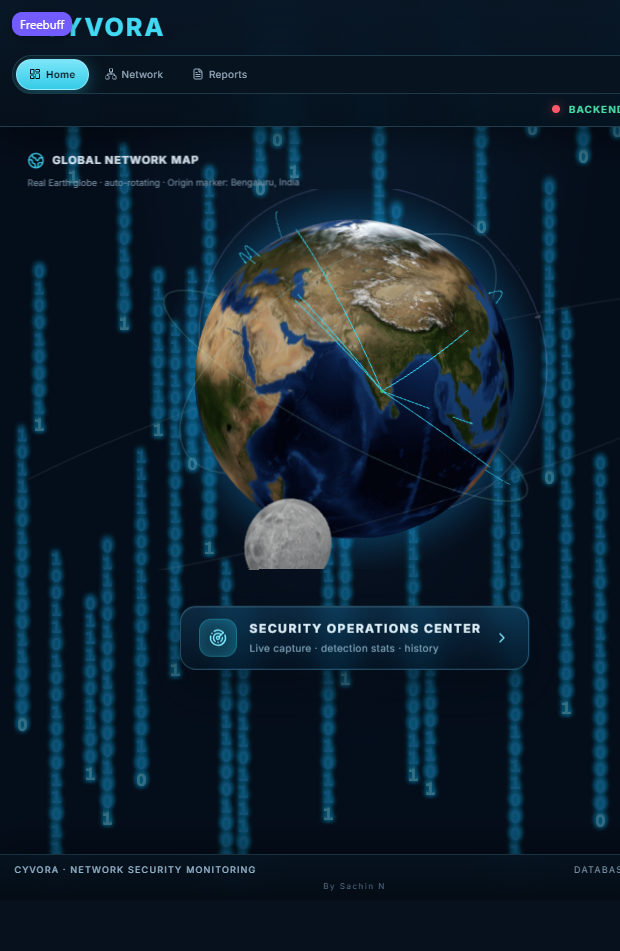 Freebuff
YVORA
Home Network Reports
BACKEND
GLOBAL NETWORK MAP
Real Earth globe · auto-rotating · Origin marker: Bengaluru, India
SECURITY OPERATIONS CENTER
Live capture · detection stats · history
CYVORA · NETWORK SECURITY MONITORING
DATABAS
By Sachin N